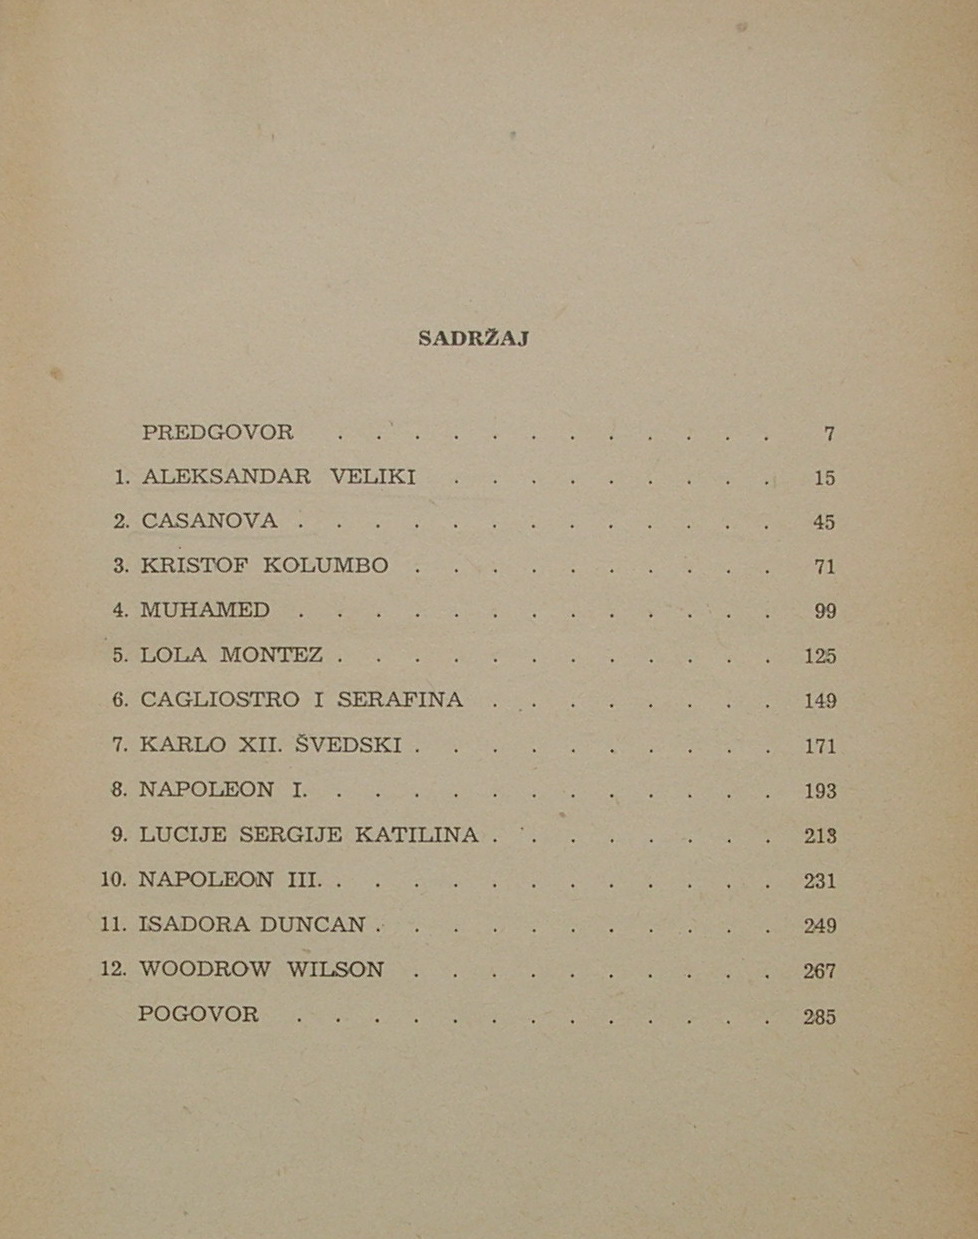 SADRŽAJ
PREDGOVOR . . . . . . . . . . . . 7
1. ALEKSANDAR VELIKI . . . . . . . . . 15
2. CASANOVA . . . . . . . . . . . . . 45
3. KRISTOF KOLUMBO . . . . . . . . . . 71
4. MUHAMED . . . . . . . . . . . . . 99
5. LOLA MONTEZ . . . . . . . . . . . . 125
6. CAGLIOSTRO I SERAFINA . . . . . . . . 149
7. KARLO XII. ŠVEDSKI . . . . . . . . . . 171
8. NAPOLEON I. . . . . . . . . . . . . 193
9. LUCIJE SERGIJE KATILINA . . . . . . . . 213
10. NAPOLEON III. . . . . . . . . . . . . 231
11. ISADORA DUNCAN . . . . . . . . . . . 249
12. WOODROW WILSON . . . . . . . . . . 267
POGOVOR . . . . . . . . . . . . . 285